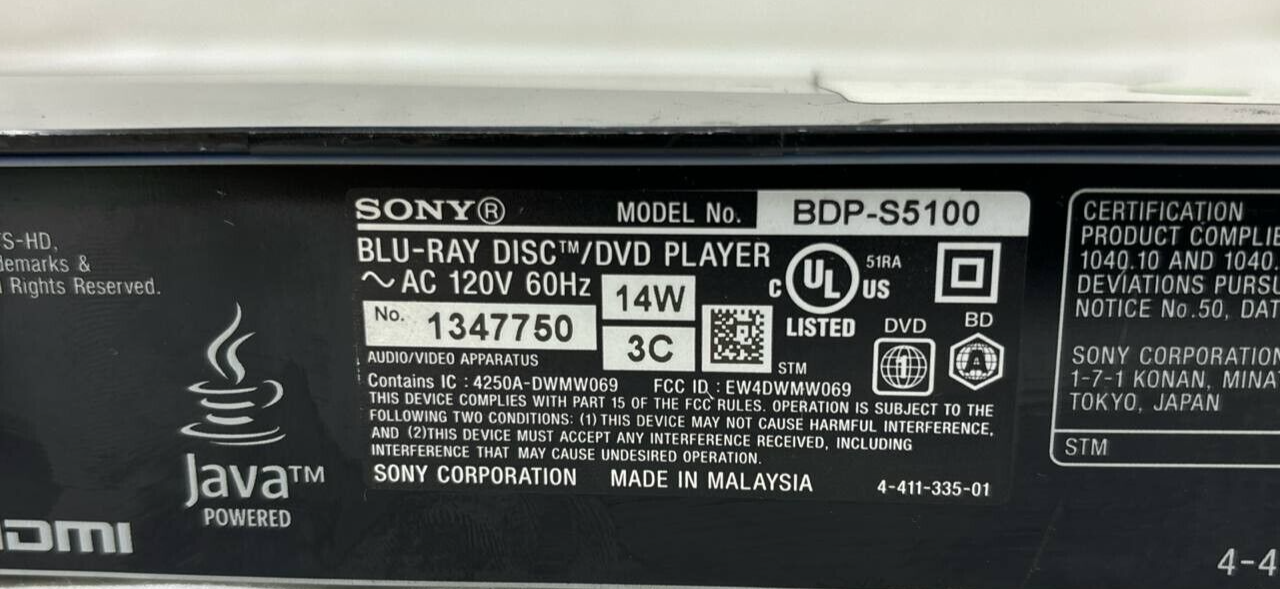 TS-HD,
demarks &
Rights Reserved.
Java™
POWERED
HDMI
SONY® MODEL No. BDP-S5100
BLU-RAY DISC™/DVD PLAYER
∼ AC 120V 60Hz 14W
No. 1347750 3C
C UL US 51RA
LISTED
DVD BD
1 A
STM
AUDIO/VIDEO APPARATUS
Contains IC : 4250A-DWMW069 FCC ID : EW4DWMW069
THIS DEVICE COMPLIES WITH PART 15 OF THE FCC RULES. OPERATION IS SUBJECT TO THE
FOLLOWING TWO CONDITIONS: (1) THIS DEVICE MAY NOT CAUSE HARMFUL INTERFERENCE,
AND (2)THIS DEVICE MUST ACCEPT ANY INTERFERENCE RECEIVED, INCLUDING
INTERFERENCE THAT MAY CAUSE UNDESIRED OPERATION.
SONY CORPORATION MADE IN MALAYSIA 4-411-335-01
CERTIFICATION
PRODUCT COMPLIE
1040.10 AND 1040.
DEVIATIONS PURSU
NOTICE No.50, DAT
SONY CORPORATION
1-7-1 KONAN, MINA
TOKYO, JAPAN
STM
4-4